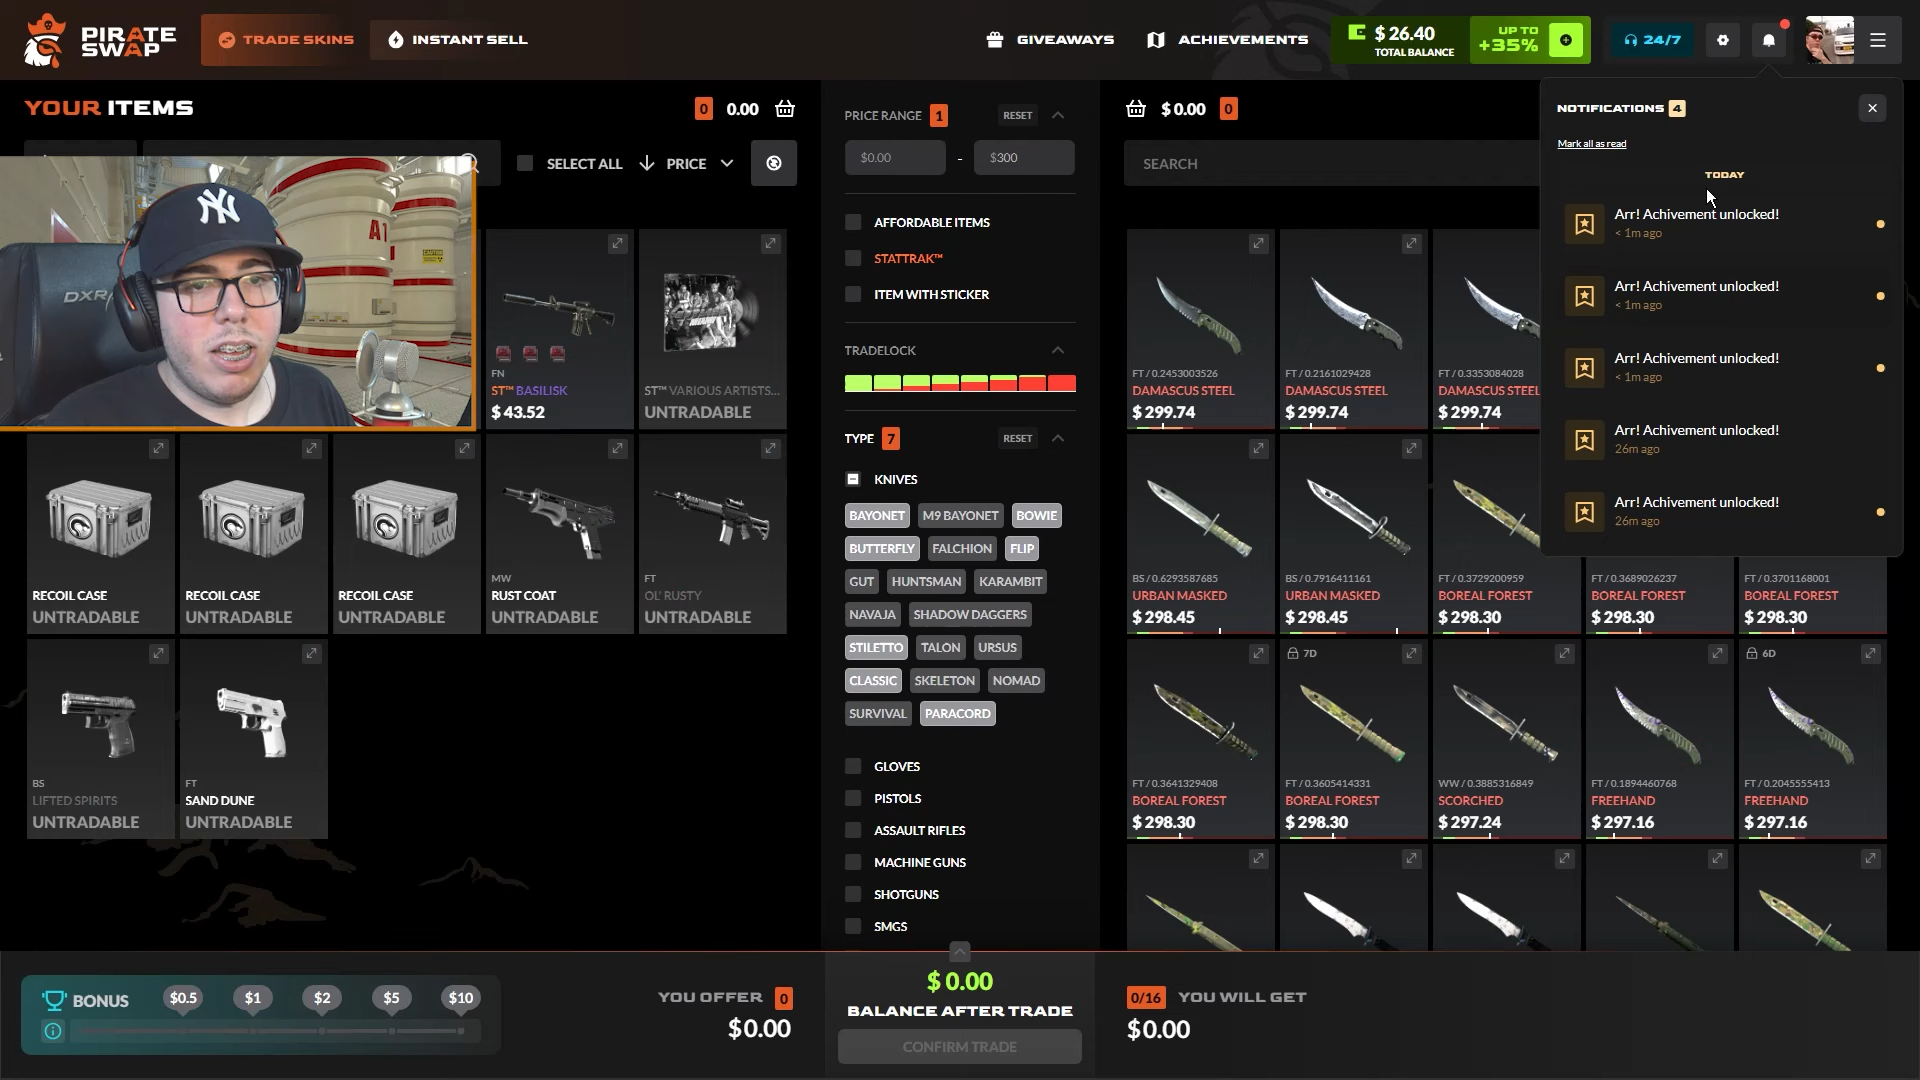 PIRATE SWAP
TRADE SKINS
INSTANT SELL
GIVEAWAYS
ACHIEVEMENTS
$ 26.40
TOTAL BALANCE
UP TO
+35%
24/7
YOUR ITEMS
0
0.00
SELECT ALL
PRICE
NY
DXR
A1
FN
ST™ BASILISK
$ 43.52
ST™ VARIOUS ARTISTS...
UNTRADABLE
RECOIL CASE
UNTRADABLE
RECOIL CASE
UNTRADABLE
RECOIL CASE
UNTRADABLE
MW
RUST COAT
UNTRADABLE
FT
OL' RUSTY
UNTRADABLE
BS
LIFTED SPIRITS
UNTRADABLE
FT
SAND DUNE
UNTRADABLE
PRICE RANGE 1
RESET
$0.00 - $300
AFFORDABLE ITEMS
STATTRAK™
ITEM WITH STICKER
TRADELOCK
TYPE 7
RESET
KNIVES
BAYONET M9 BAYONET BOWIE
BUTTERFLY FALCHION FLIP
GUT HUNTSMAN KARAMBIT
NAVAJA SHADOW DAGGERS
STILETTO TALON URSUS
CLASSIC SKELETON NOMAD
SURVIVAL PARACORD
GLOVES
PISTOLS
ASSAULT RIFLES
MACHINE GUNS
SHOTGUNS
SMGS
$ 0.00 0
SEARCH
FT / 0.2453003526
DAMASCUS STEEL
$ 299.74
FT / 0.2161029428
DAMASCUS STEEL
$ 299.74
FT / 0.3353084028
DAMASCUS STEEL
$ 299.74
BS / 0.6293587685
URBAN MASKED
$ 298.45
BS / 0.7916411161
URBAN MASKED
$ 298.45
FT / 0.3729200959
BOREAL FOREST
$ 298.30
FT / 0.3689026237
BOREAL FOREST
$ 298.30
FT / 0.3701168001
BOREAL FOREST
$ 298.30
FT / 0.3641329408
BOREAL FOREST
$ 298.30
7D
FT / 0.3605414331
BOREAL FOREST
$ 298.30
WW / 0.3885316849
SCORCHED
$ 297.24
FT / 0.1894460768
FREEHAND
$ 297.16
6D
FT / 0.2045555413
FREEHAND
$ 297.16
NOTIFICATIONS 4
Mark all as read
TODAY
Arr! Achivement unlocked!
< 1m ago
Arr! Achivement unlocked!
< 1m ago
Arr! Achivement unlocked!
< 1m ago
Arr! Achivement unlocked!
26m ago
Arr! Achivement unlocked!
26m ago
BONUS
$0.5 $1 $2 $5 $10
YOU OFFER 0
$0.00
$ 0.00
BALANCE AFTER TRADE
CONFIRM TRADE
0/16 YOU WILL GET
$0.00